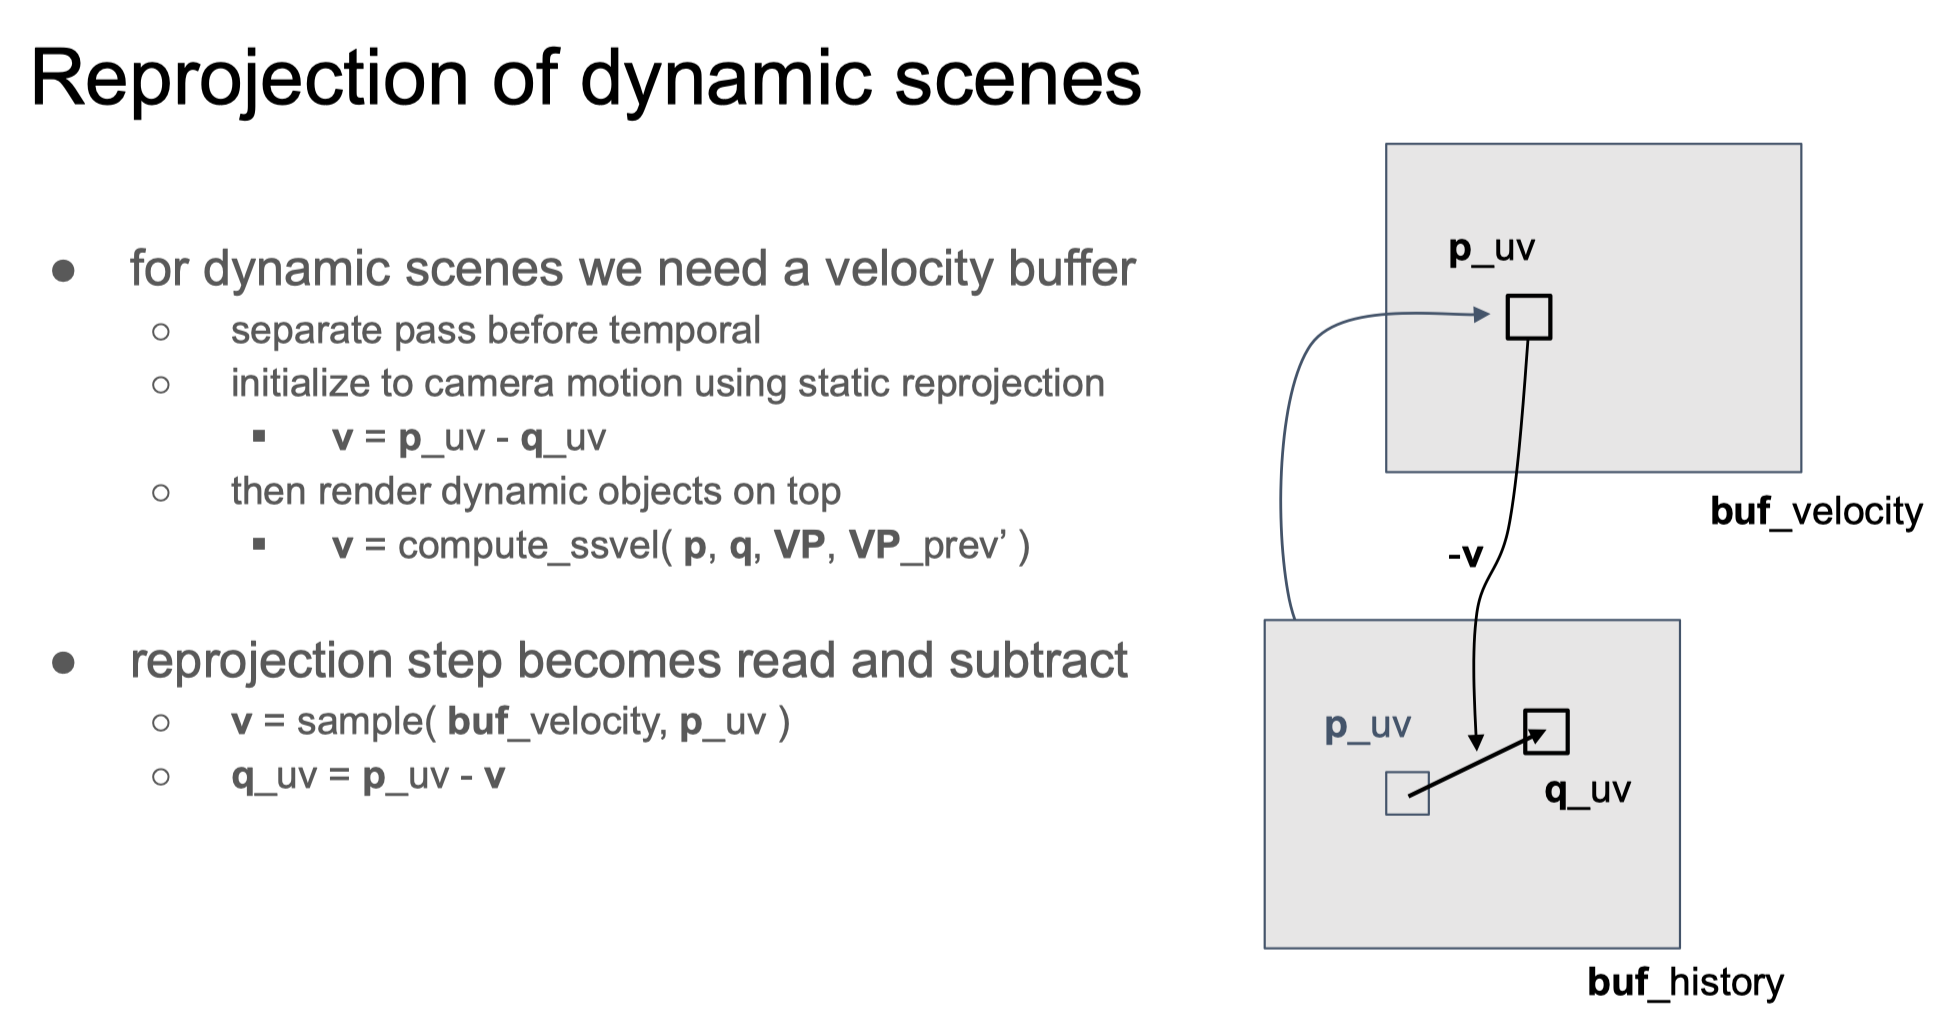 Reprojection of dynamic scenes
● for dynamic scenes we need a velocity buffer
○ separate pass before temporal
○ initialize to camera motion using static reprojection
■ v = p_uv - q_uv
○ then render dynamic objects on top
■ v = compute_ssvel( p, q, VP, VP_prev’ )
● reprojection step becomes read and subtract
○ v = sample( buf_velocity, p_uv )
○ q_uv = p_uv - v
p_uv
buf_velocity
-v
p_uv
q_uv
buf_history